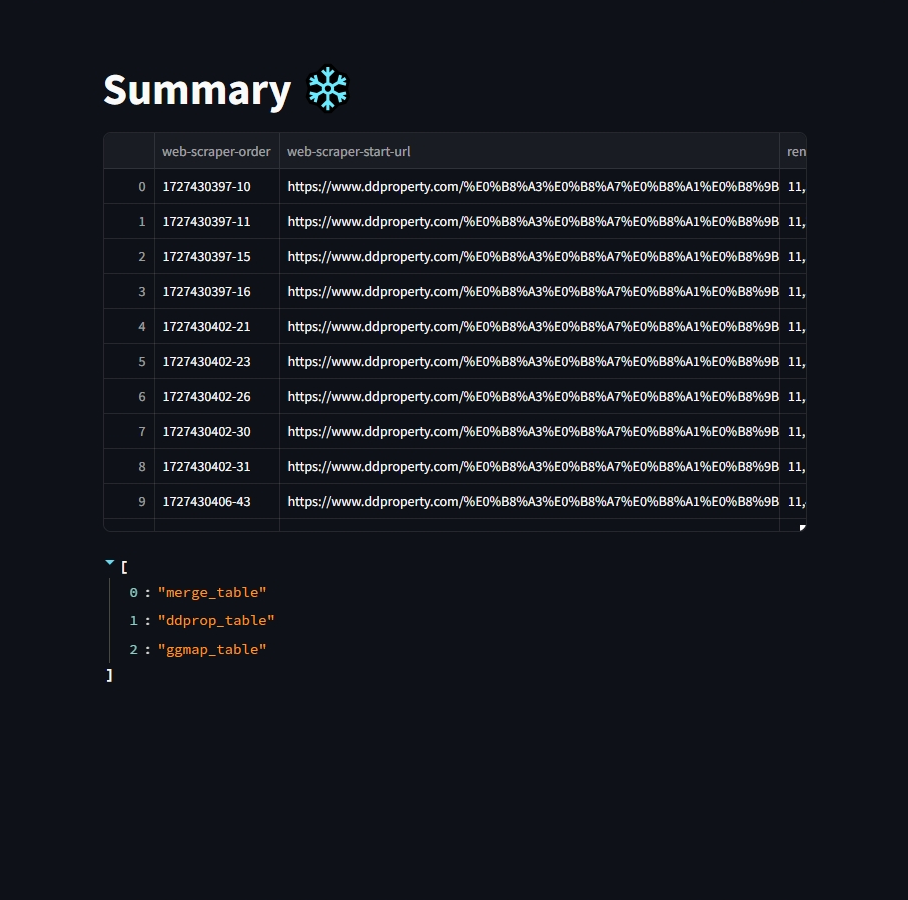 Summary
web-scraper-order web-scraper-start-url ren
0 1727430397-10 https://www.ddproperty.com/%E0%B8%A3%E0%B8%A7%E0%B8%A1%E0%B8%9B 11,
1 1727430397-11 https://www.ddproperty.com/%E0%B8%A3%E0%B8%A7%E0%B8%A1%E0%B8%9B 11,
2 1727430397-15 https://www.ddproperty.com/%E0%B8%A3%E0%B8%A7%E0%B8%A1%E0%B8%9B 11,
3 1727430397-16 https://www.ddproperty.com/%E0%B8%A3%E0%B8%A7%E0%B8%A1%E0%B8%9B 11,
4 1727430402-21 https://www.ddproperty.com/%E0%B8%A3%E0%B8%A7%E0%B8%A1%E0%B8%9B 11,
5 1727430402-23 https://www.ddproperty.com/%E0%B8%A3%E0%B8%A7%E0%B8%A1%E0%B8%9B 11,
6 1727430402-26 https://www.ddproperty.com/%E0%B8%A3%E0%B8%A7%E0%B8%A1%E0%B8%9B 11,
7 1727430402-30 https://www.ddproperty.com/%E0%B8%A3%E0%B8%A7%E0%B8%A1%E0%B8%9B 11,
8 1727430402-31 https://www.ddproperty.com/%E0%B8%A3%E0%B8%A7%E0%B8%A1%E0%B8%9B 11,
9 1727430406-43 https://www.ddproperty.com/%E0%B8%A3%E0%B8%A7%E0%B8%A1%E0%B8%9B 11,
[
0 : "merge_table"
1 : "ddprop_table"
2 : "ggmap_table"
]